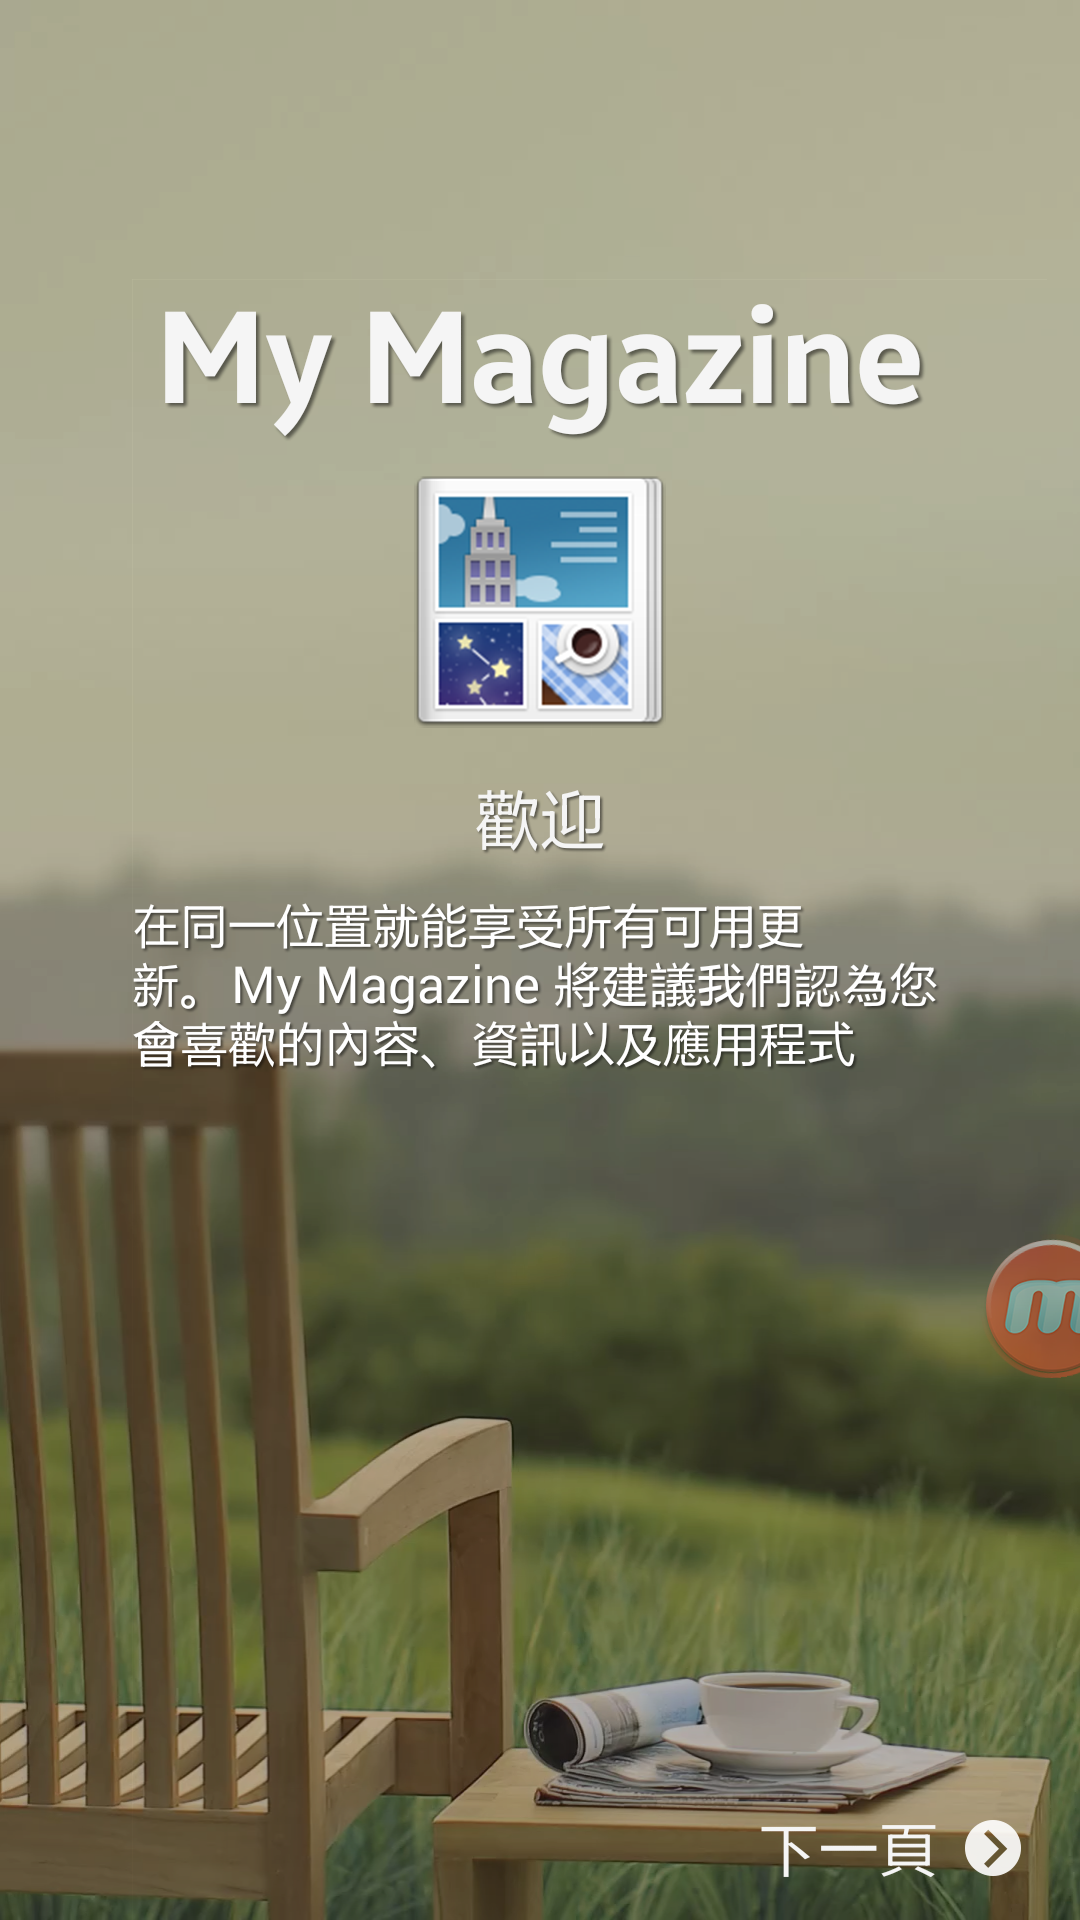 My Magazine
歡迎
在同一位置就能享受所有可用更
新。 My Magazine 將建議我們認為您
會喜歡的內容、資訊以及應用程式
m
下一頁